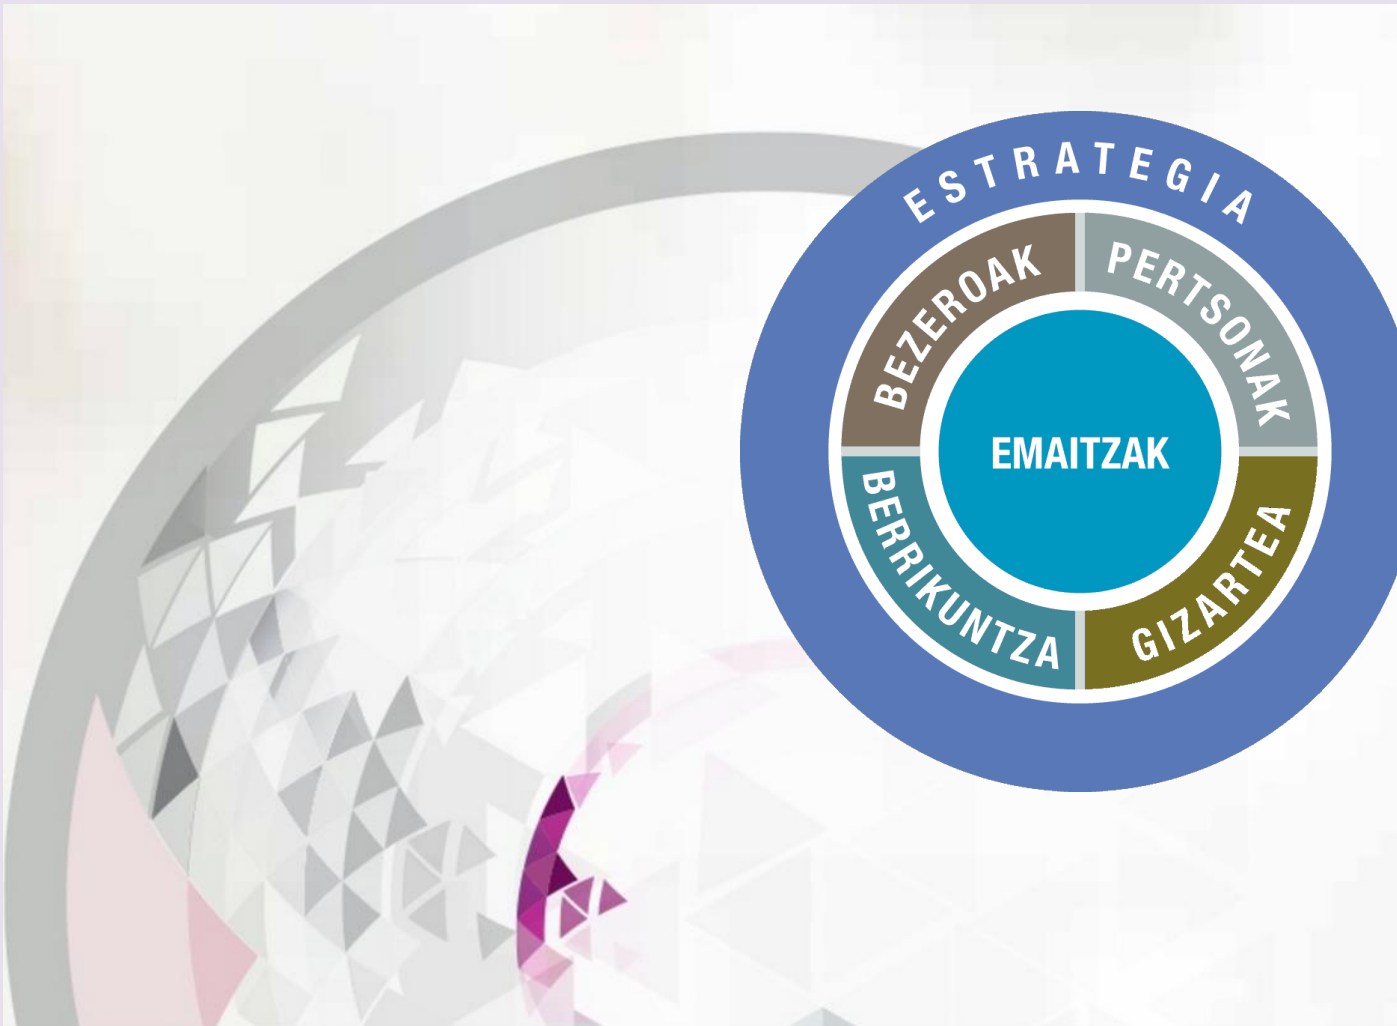 ESTRATEGIA
BEZEROAK
PERTSONAK
EMAITZAK
BERRIKUNTZA
GIZARTEA